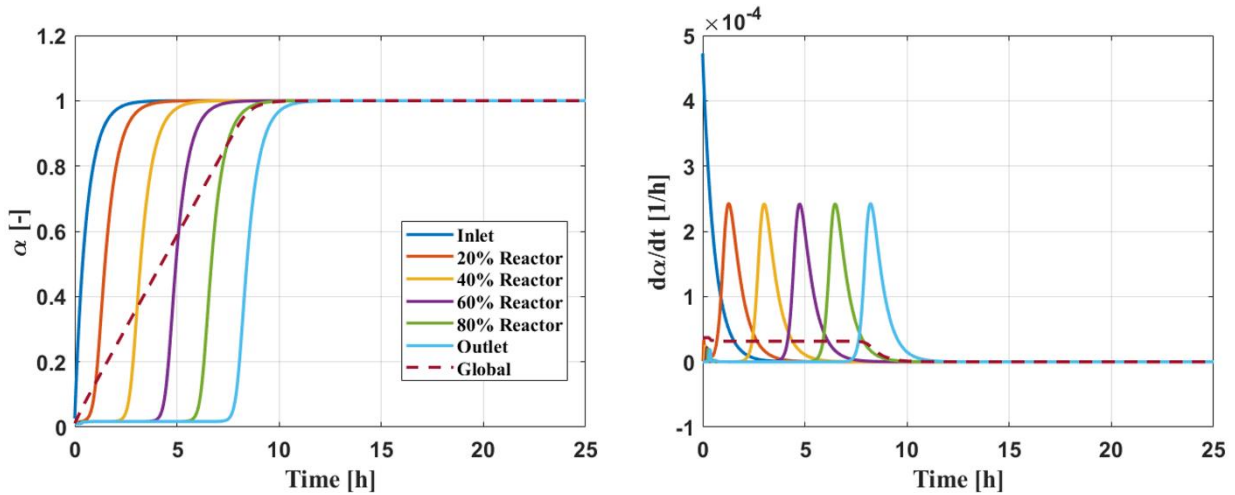 1.2
1
0.8
0.6
0.4
0.2
0
α [-]
0 5 10 15 20 25
Time [h]
Inlet
20% Reactor
40% Reactor
60% Reactor
80% Reactor
Outlet
Global
×10⁻⁴
5
4
3
2
1
0
-1
dα/dt [1/h]
0 5 10 15 20 25
Time [h]